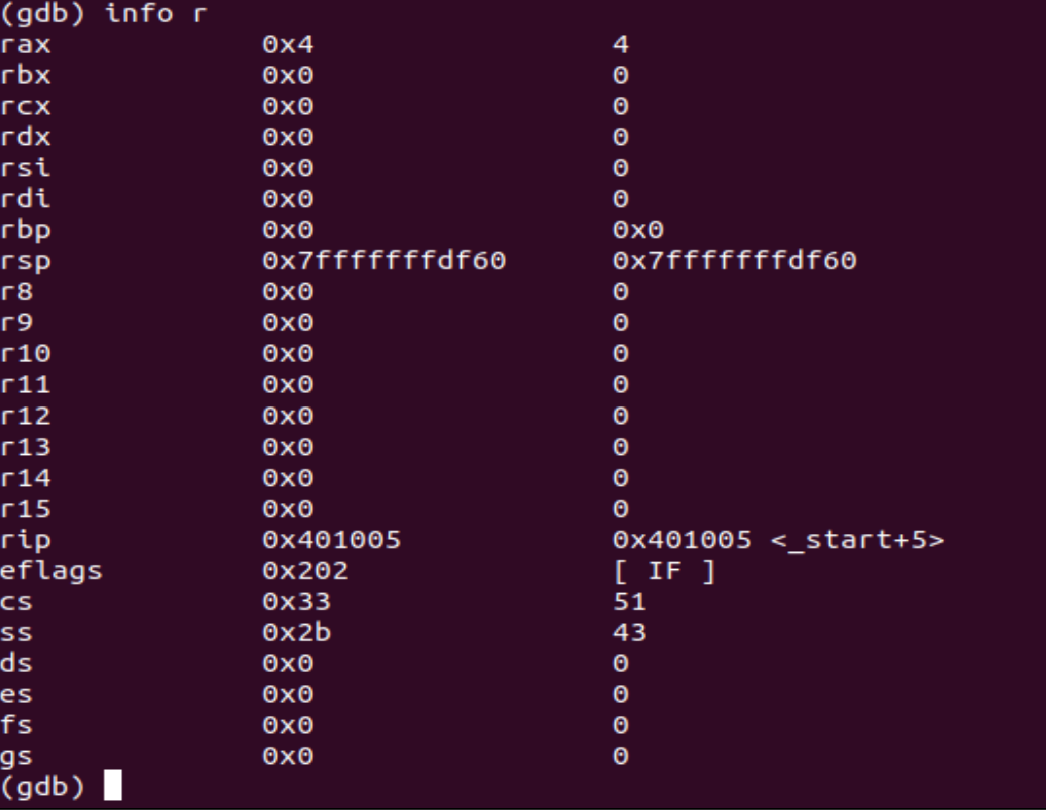 (gdb) info r
rax 0x4 4
rbx 0x0 0
rcx 0x0 0
rdx 0x0 0
rsi 0x0 0
rdi 0x0 0
rbp 0x0 0x0
rsp 0x7fffffffdf60 0x7fffffffdf60
r8 0x0 0
r9 0x0 0
r10 0x0 0
r11 0x0 0
r12 0x0 0
r13 0x0 0
r14 0x0 0
r15 0x0 0
rip 0x401005 0x401005 <_start+5>
eflags 0x202 [ IF ]
cs 0x33 51
ss 0x2b 43
ds 0x0 0
es 0x0 0
fs 0x0 0
gs 0x0 0
(gdb)